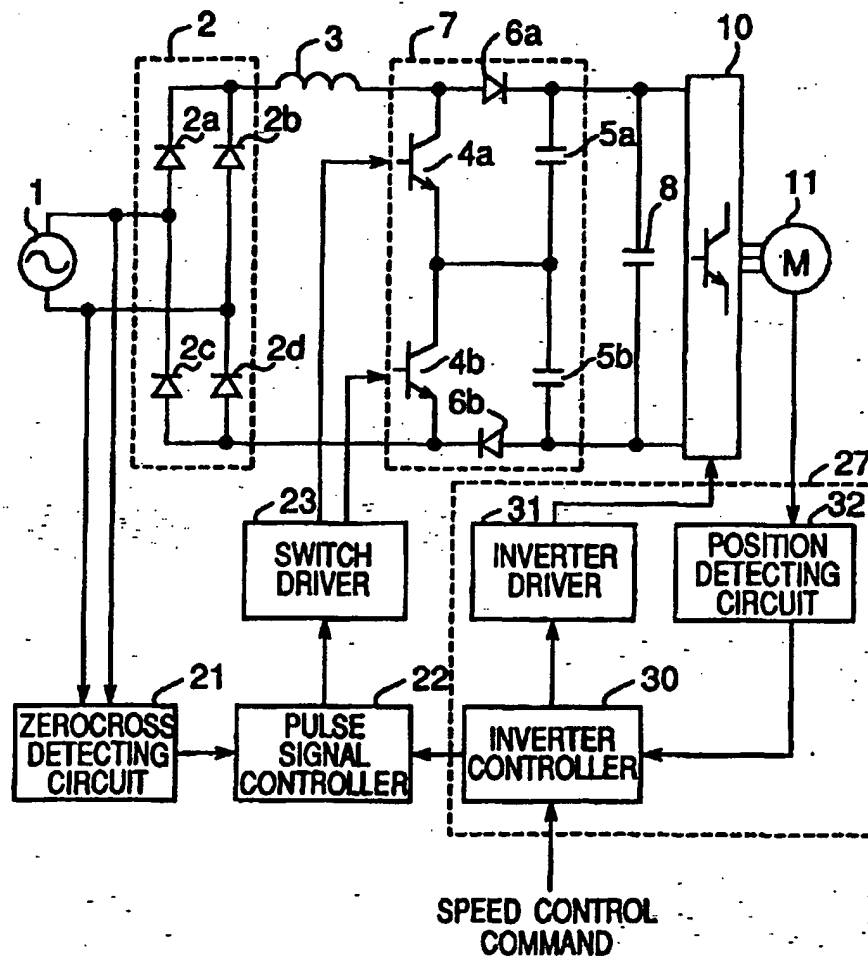 2
3
7
6a
10
2a
2b
4a
5a
8
11
1
M
2c
2d
4b
5b
6b
27
23
31
32
SWITCH
DRIVER
INVERTER
DRIVER
POSITION
DETECTING
CIRCUIT
21
22
30
ZEROCROSS
DETECTING
CIRCUIT
PULSE
SIGNAL
CONTROLLER
INVERTER
CONTROLLER
SPEED CONTROL
COMMAND